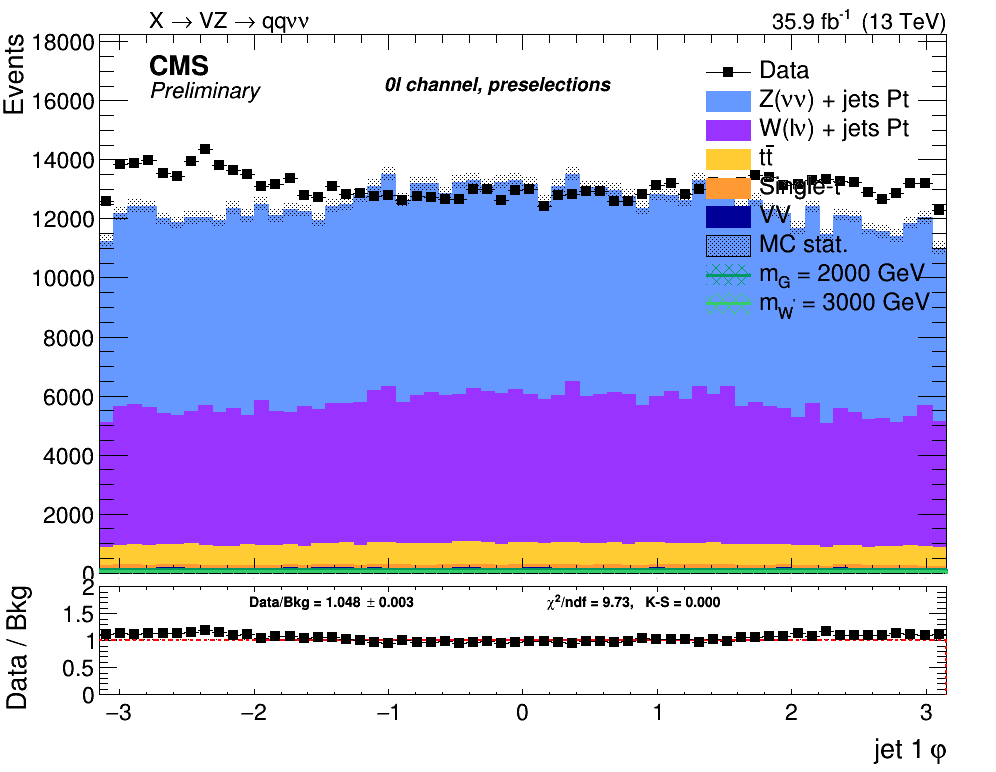 X → VZ → qqνν
35.9 fb⁻¹ (13 TeV)
Events
18000
16000
14000
12000
10000
8000
6000
4000
2000
0
CMS
Preliminary
0l channel, preselections
Data
Z(νν) + jets Pt
W(lν) + jets Pt
tt̄
Single-t
VV
MC stat.
m_G = 2000 GeV
m_W' = 3000 GeV
Data / Bkg
2
1.5
1
0.5
0
Data/Bkg = 1.048 ± 0.003
χ²/ndf = 9.73, K-S = 0.000
−3 −2 −1 0 1 2 3
jet 1 φ